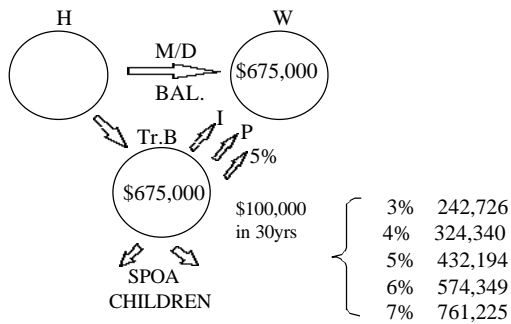 H
W
M/D
$675,000
BAL.
I
P
Tr.B
5%
$675,000
$100,000
in 30yrs
3% 242,726
4% 324,340
5% 432,194
6% 574,349
7% 761,225
SPOA
CHILDREN